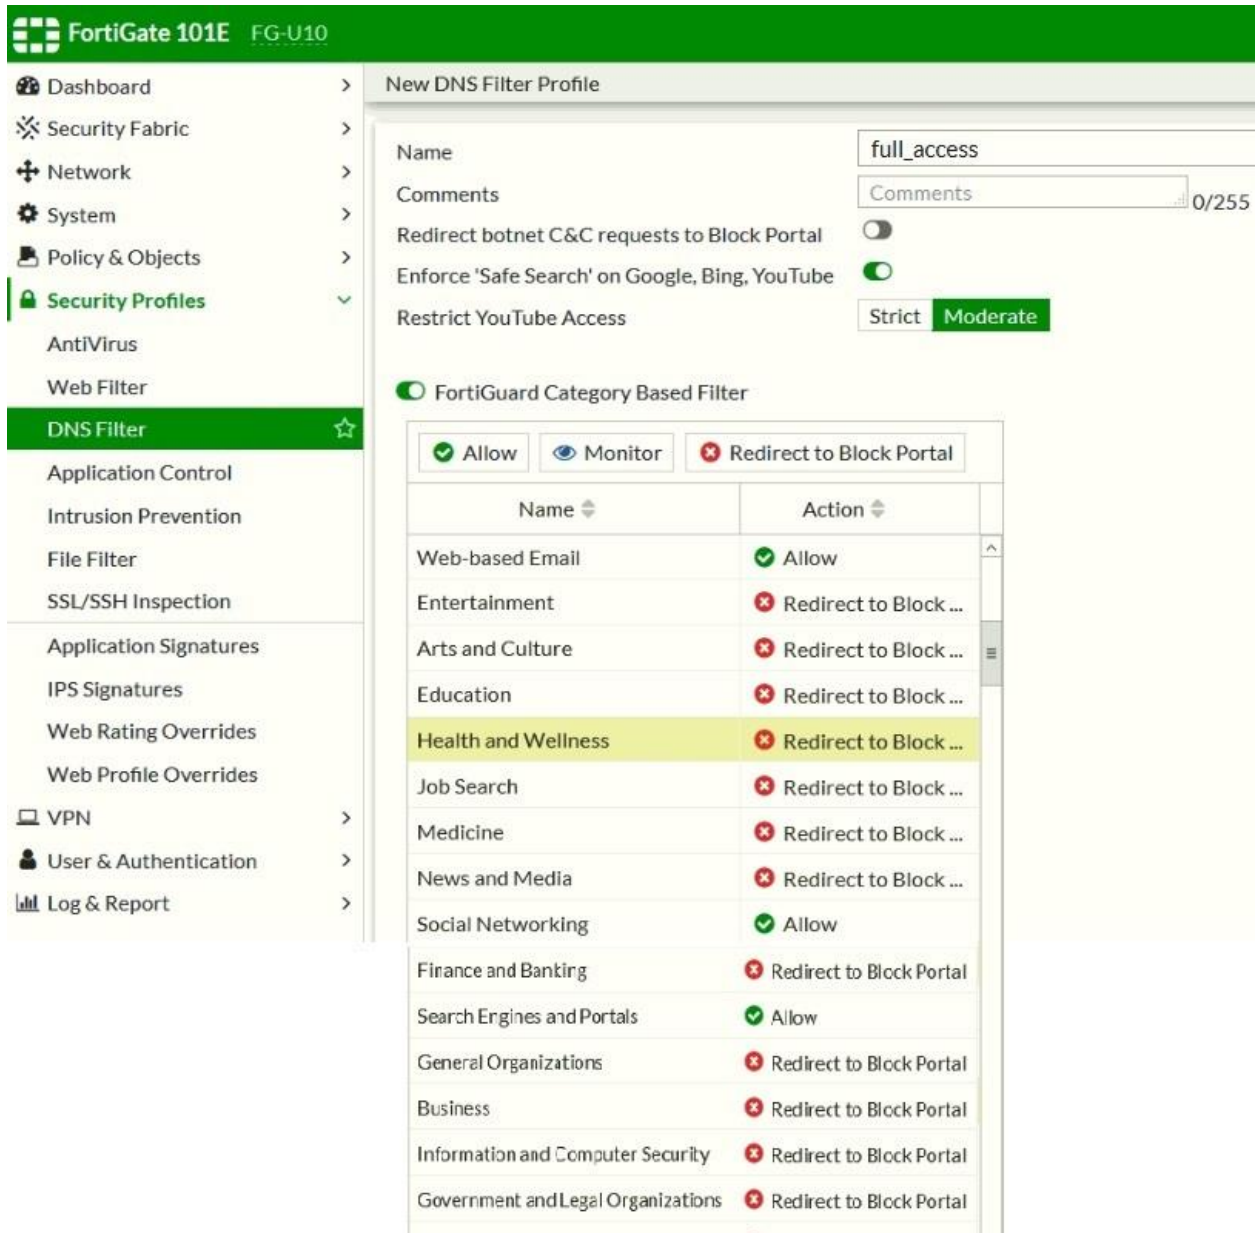 FortiGate 101E FG-U10
Dashboard
Security Fabric
Network
System
Policy & Objects
Security Profiles
AntiVirus
Web Filter
DNS Filter
Application Control
Intrusion Prevention
File Filter
SSL/SSH Inspection
Application Signatures
IPS Signatures
Web Rating Overrides
Web Profile Overrides
VPN
User & Authentication
Log & Report
New DNS Filter Profile
Name full_access
Comments Comments 0/255
Redirect botnet C&C requests to Block Portal
Enforce 'Safe Search' on Google, Bing, YouTube
Restrict YouTube Access Strict Moderate
FortiGuard Category Based Filter
Allow Monitor Redirect to Block Portal
Name Action
Web-based Email Allow
Entertainment Redirect to Block ...
Arts and Culture Redirect to Block ...
Education Redirect to Block ...
Health and Wellness Redirect to Block ...
Job Search Redirect to Block ...
Medicine Redirect to Block ...
News and Media Redirect to Block ...
Social Networking Allow
Finance and Banking Redirect to Block Portal
Search Engines and Portals Allow
General Organizations Redirect to Block Portal
Business Redirect to Block Portal
Information and Computer Security Redirect to Block Portal
Government and Legal Organizations Redirect to Block Portal